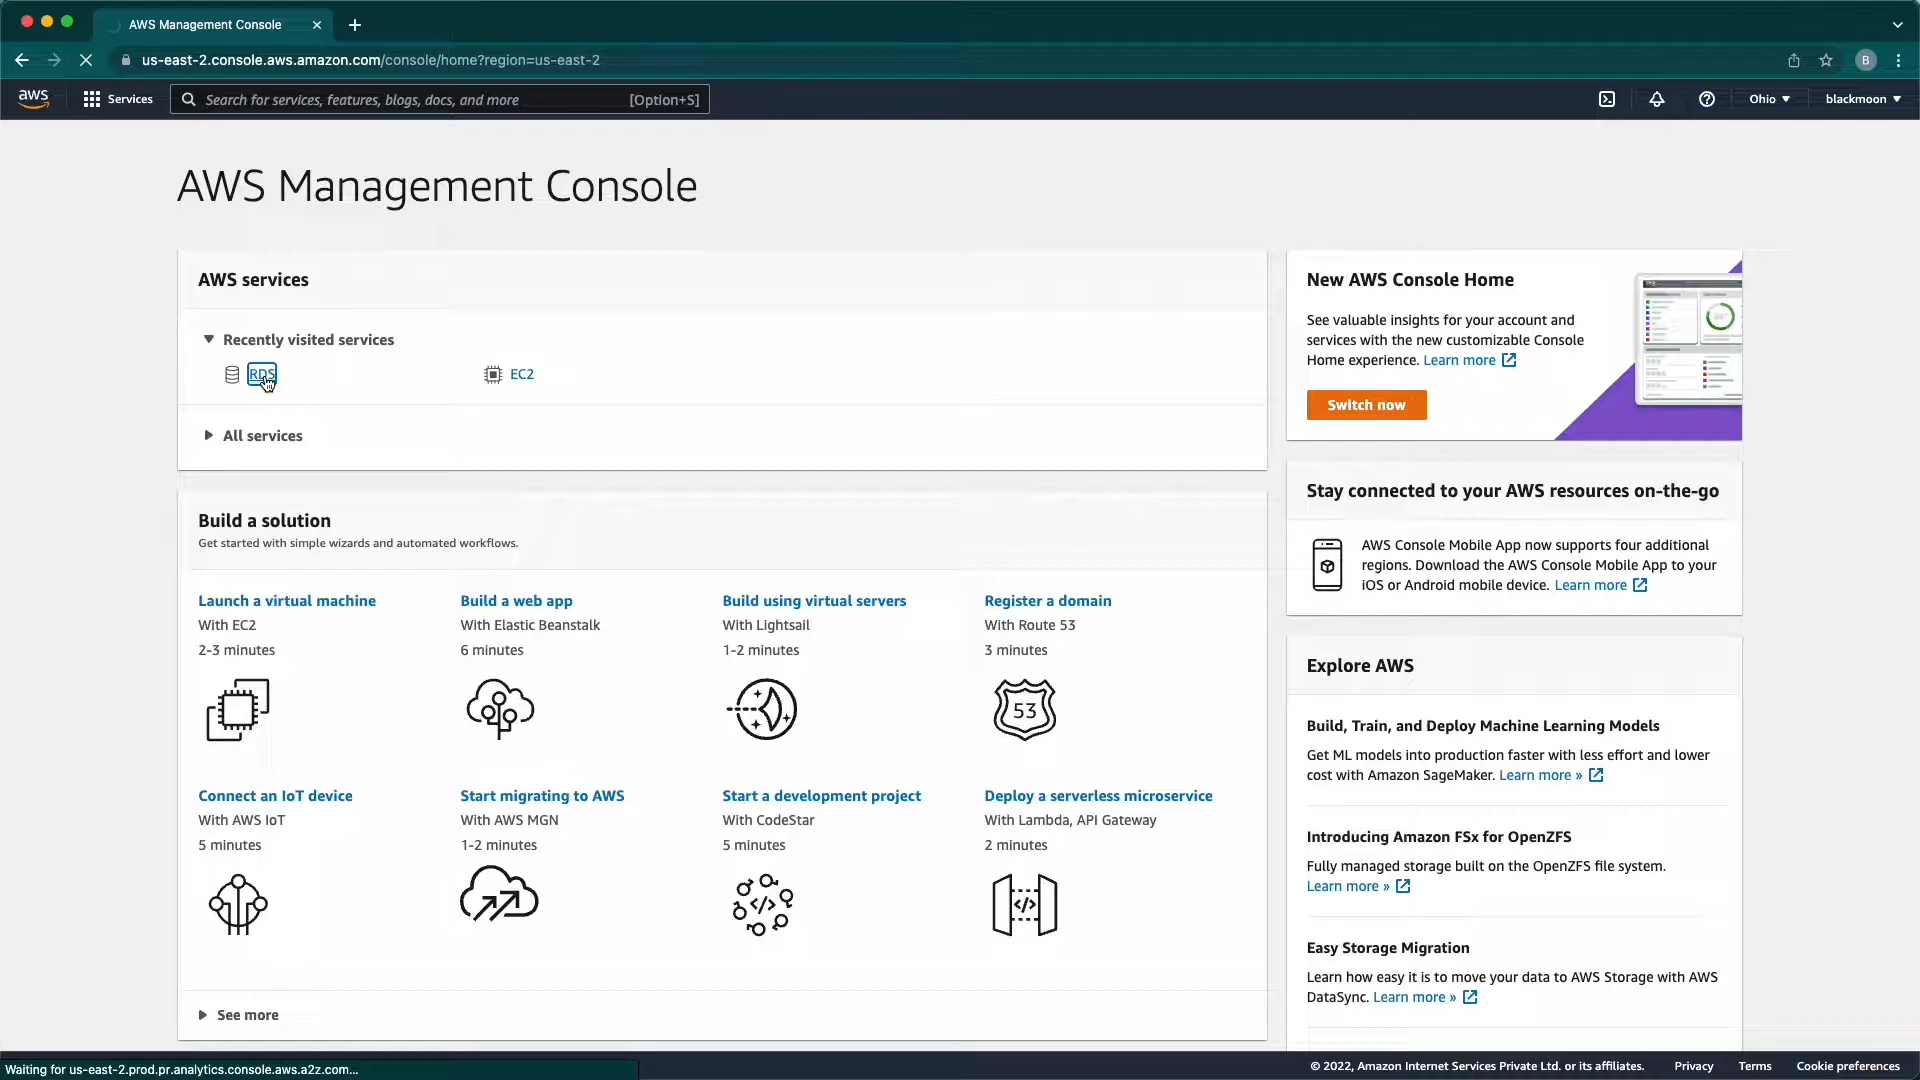 AWS Management Console
us-east-2.console.aws.amazon.com/console/home?region=us-east-2
B
aws
Services
Search for services, features, blogs, docs, and more
[Option+S]
Ohio
blackmoon
AWS Management Console
AWS services
Recently visited services
RDS
EC2
All services
Build a solution
Get started with simple wizards and automated workflows.
Launch a virtual machine
With EC2
2-3 minutes
Build a web app
With Elastic Beanstalk
6 minutes
Build using virtual servers
With Lightsail
1-2 minutes
Register a domain
With Route 53
3 minutes
53
Connect an IoT device
With AWS IoT
5 minutes
Start migrating to AWS
With AWS MGN
1-2 minutes
Start a development project
With CodeStar
5 minutes
</>
Deploy a serverless microservice
With Lambda, API Gateway
2 minutes
</>
See more
New AWS Console Home
See valuable insights for your account and
services with the new customizable Console
Home experience. Learn more
Switch now
Stay connected to your AWS resources on-the-go
AWS Console Mobile App now supports four additional
regions. Download the AWS Console Mobile App to your
iOS or Android mobile device. Learn more
Explore AWS
Build, Train, and Deploy Machine Learning Models
Get ML models into production faster with less effort and lower
cost with Amazon SageMaker. Learn more »
Introducing Amazon FSx for OpenZFS
Fully managed storage built on the OpenZFS file system.
Learn more »
Easy Storage Migration
Learn how easy it is to move your data to AWS Storage with AWS
DataSync. Learn more »
Waiting for us-east-2.prod.pr.analytics.console.aws.a2z.com...
© 2022, Amazon Internet Services Private Ltd. or its affiliates.
Privacy
Terms
Cookie preferences